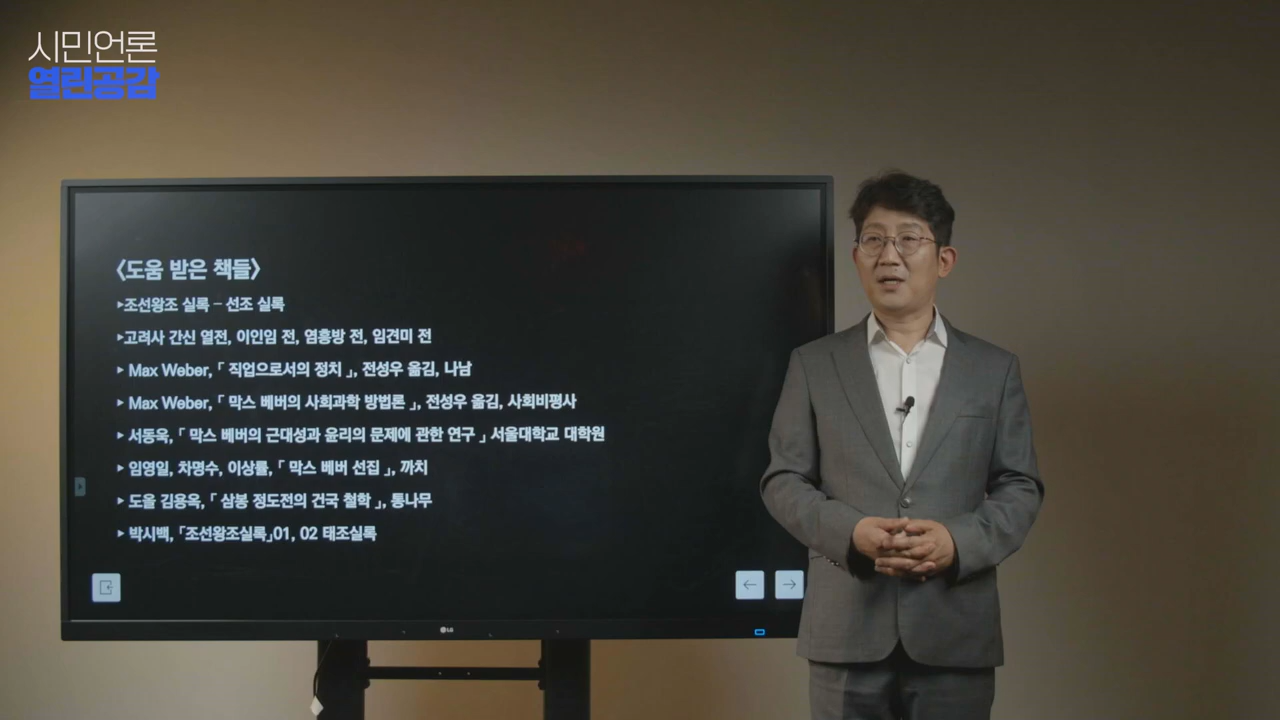 시민언론
열린공감
〈도움 받은 책들〉
▸조선왕조 실록 – 선조 실록
▸고려사 간신 열전, 이인임 전, 염흥방 전, 임견미 전
▸ Max Weber, ｢ 직업으로서의 정치 ｣, 전성우 옮김, 나남
▸ Max Weber, ｢ 막스 베버의 사회과학 방법론 ｣, 전성우 옮김, 사회비평사
▸ 서동욱, ｢ 막스 베버의 근대성과 윤리의 문제에 관한 연구 ｣ 서울대학교 대학원
▸ 임영일, 차명수, 이상률, ｢ 막스 베버 선집 ｣, 까치
▸ 도올 김용옥, ｢ 삼봉 정도전의 건국 철학 ｣, 통나무
▸ 박시백, ｢조선왕조실록｣01, 02 태조실록
LG